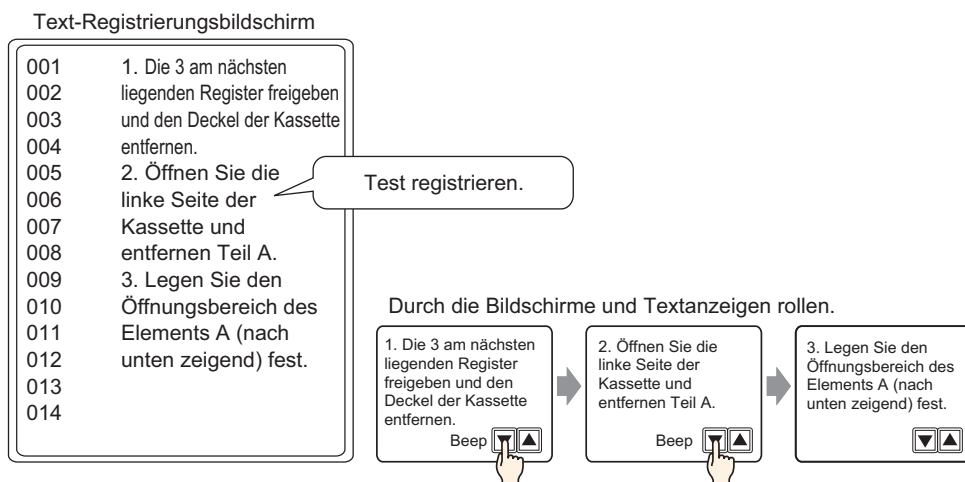 Text-Registrierungsbildschirm
001 1. Die 3 am nächsten
002 liegenden Register freigeben
003 und den Deckel der Kassette
004 entfernen.
005 2. Öffnen Sie die
006 linke Seite der
007 Kassette und
008 entfernen Teil A.
009 3. Legen Sie den
010 Öffnungsbereich des
011 Elements A (nach
012 unten zeigend) fest.
013
014
Test registrieren.
Durch die Bildschirme und Textanzeigen rollen.
1. Die 3 am nächsten
liegenden Register
freigeben und den
Deckel der Kassette
entfernen.
Beep
2. Öffnen Sie die
linke Seite der
Kassette und
entfernen Teil A.
Beep
3. Legen Sie den
Öffnungsbereich des
Elements A (nach
unten zeigend) fest.